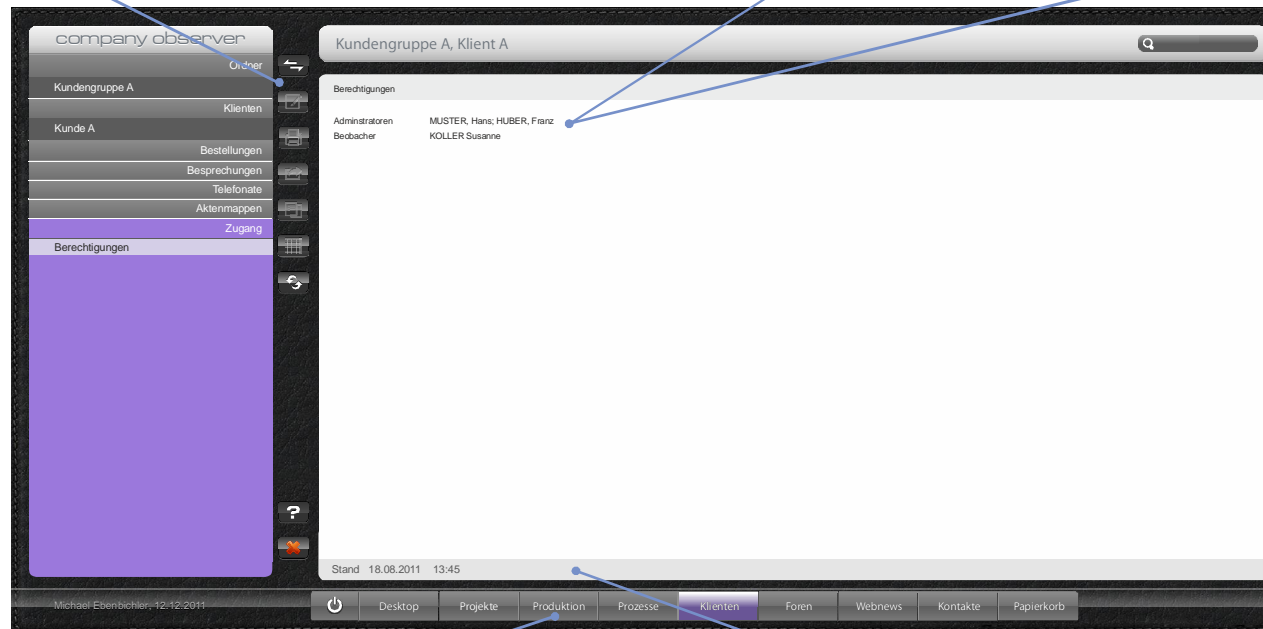 company observer
Ordner
Kundengruppe A
Klienten
Kunde A
Bestellungen
Besprechungen
Telefonate
Aktenmappen
Zugang
Berechtigungen
Michael Ebenbichler, 12.12.2011
Kundengruppe A, Klient A
Berechtigungen
Adminstratoren MUSTER, Hans; HUBER, Franz
Beobacher KOLLER Susanne
?
Stand 18.08.2011 13:45
Desktop Projekte Produktion Prozesse Klienten Foren Webnews Kontakte Papierkorb